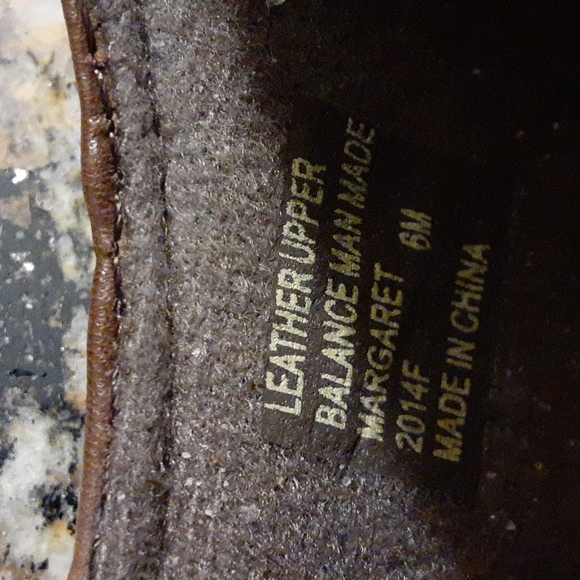 LEATHER UPPER
BALANCE MAN MADE
MARGARET 6M
2014F
MADE IN CHINA